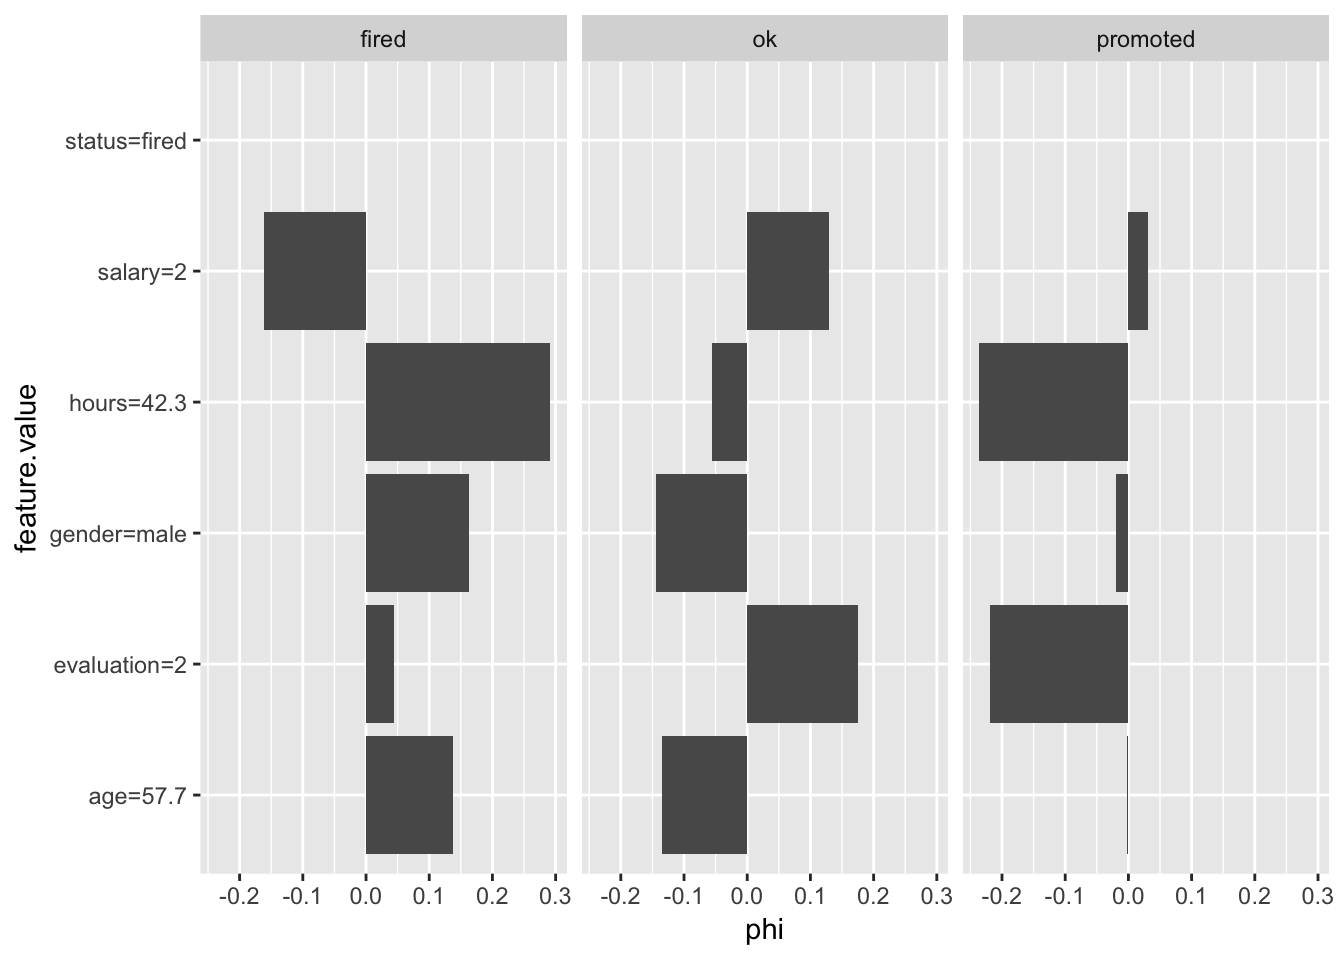 fired ok promoted
status=fired
salary=2
hours=42.3
gender=male
evaluation=2
age=57.7
feature.value
-0.2 -0.1 0.0 0.1 0.2 0.3 -0.2 -0.1 0.0 0.1 0.2 0.3 -0.2 -0.1 0.0 0.1 0.2 0.3
phi